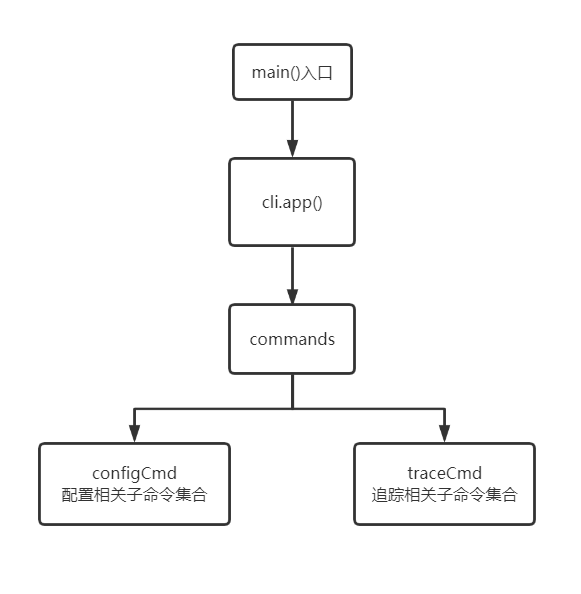 main()入口
cli.app()
commands
configCmd
配置相关子命令集合
traceCmd
追踪相关子命令集合